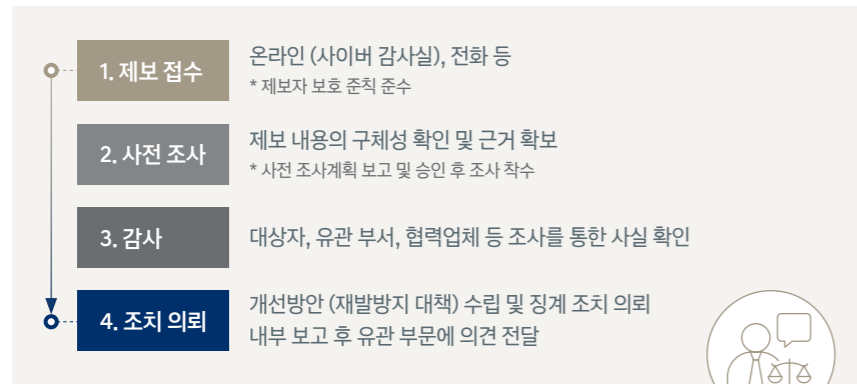 1. 제보 접수
온라인 (사이버 감사실), 전화 등
* 제보자 보호 준칙 준수
2. 사전 조사
제보 내용의 구체성 확인 및 근거 확보
* 사전 조사계획 보고 및 승인 후 조사 착수
3. 감사
대상자, 유관 부서, 협력업체 등 조사를 통한 사실 확인
4. 조치 의뢰
개선방안 (재발방지 대책) 수립 및 징계 조치 의뢰
내부 보고 후 유관 부문에 의견 전달